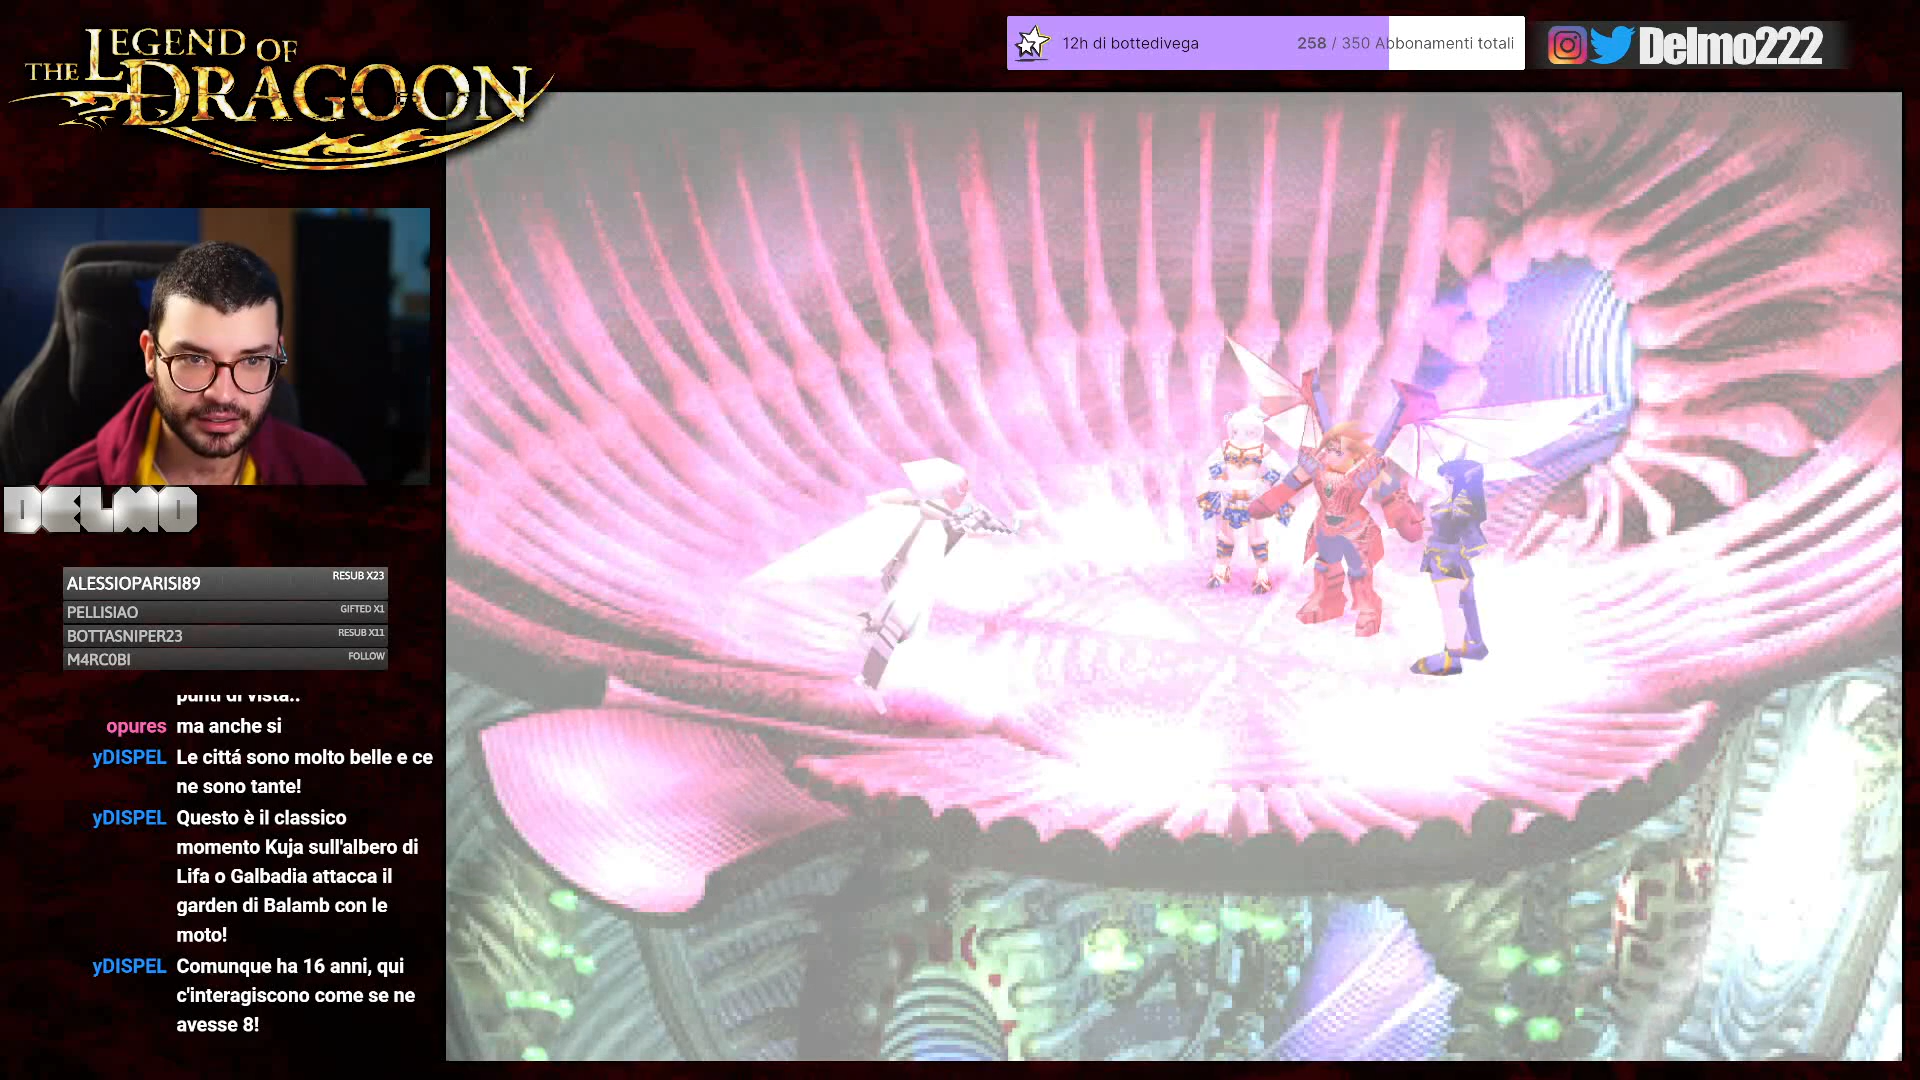 THE LEGEND OF
DRAGOON
12h di bottedivega
258 / 350 Abbonamenti totali
Delmo222
DELMO
ALESSIOPARISI89 RESUB X23
PELLISIAO GIFTED X1
BOTTASNIPER23 RESUB X11
M4RC0BI FOLLOW
punti di vista..
opures ma anche si
yDISPEL Le cittá sono molto belle e ce
ne sono tante!
yDISPEL Questo è il classico
momento Kuja sull'albero di
Lifa o Galbadia attacca il
garden di Balamb con le
moto!
yDISPEL Comunque ha 16 anni, qui
c'interagiscono come se ne
avesse 8!